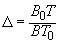 △ = B₀T / BT₀